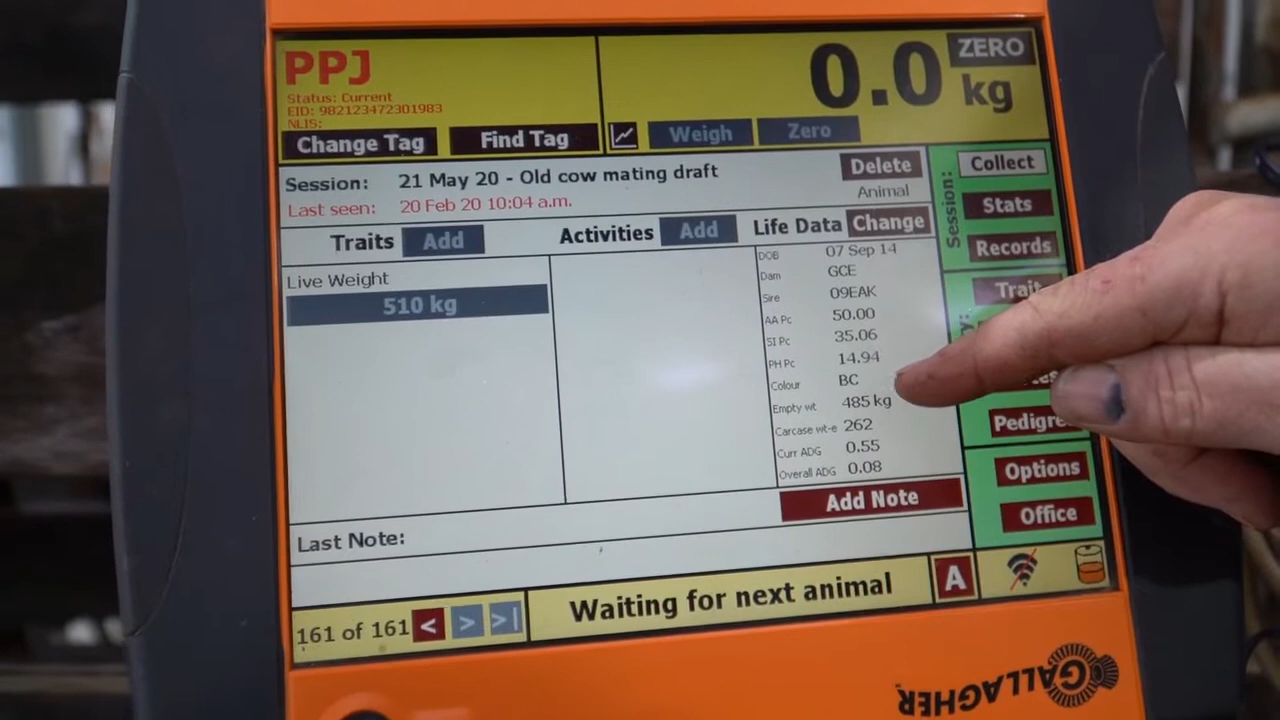 PPJ
Status: Current
EID: 982123472301983
NLIS:
Change Tag Find Tag
0.0 kg
ZERO
Weigh Zero
Session: 21 May 20 - Old cow mating draft
Last seen: 20 Feb 20 10:04 a.m.
Delete
Animal
Traits Add Activities Add Life Data Change
Live Weight
510 kg
DOB 07 Sep 14
Dam GCE
Sire 09EAK
AA Pc 50.00
SI Pc 35.06
PH Pc 14.94
Colour BC
Empty wt 485 kg
Carcase wt-e 262
Curr ADG 0.55
Overall ADG 0.08
Add Note
Last Note:
Session:
Collect
Stats
Records
Trait
Pedigre
Options
Office
161 of 161 < > >|
Waiting for next animal
A
GALLAGHER